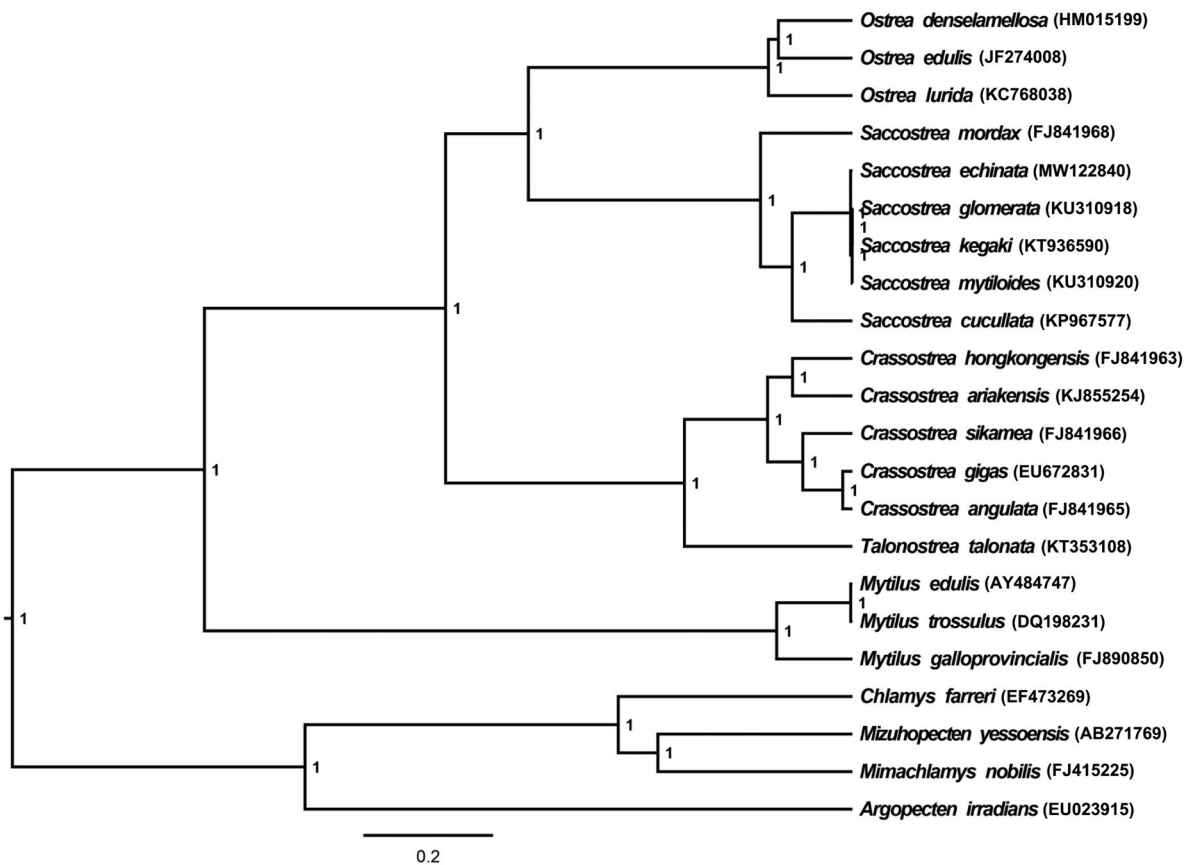 Ostrea denselamellosa (HM015199)
1
Ostrea edulis (JF274008)
1
Ostrea lurida (KC768038)
1
Saccostrea mordax (FJ841968)
Saccostrea echinata (MW122840)
1
Saccostrea glomerata (KU310918)
1
1
Saccostrea kegaki (KT936590)
1
1
Saccostrea mytiloides (KU310920)
1
Saccostrea cucullata (KP967577)
Crassostrea hongkongensis (FJ841963)
1
Crassostrea ariakensis (KJ855254)
1
Crassostrea sikamea (FJ841966)
1
Crassostrea gigas (EU672831)
1
1
1
Crassostrea angulata (FJ841965)
Talonostrea talonata (KT353108)
Mytilus edulis (AY484747)
1
Mytilus trossulus (DQ198231)
1
1
Mytilus galloprovincialis (FJ890850)
Chlamys farreri (EF473269)
1
Mizuhopecten yessoensis (AB271769)
1
1
Mimachlamys nobilis (FJ415225)
Argopecten irradians (EU023915)
0.2